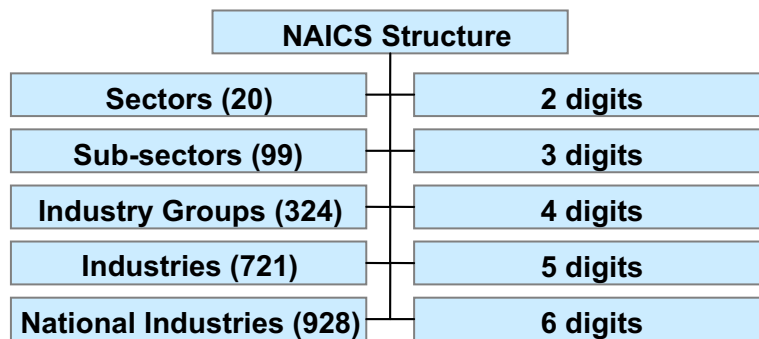 NAICS Structure
Sectors (20) 2 digits
Sub-sectors (99) 3 digits
Industry Groups (324) 4 digits
Industries (721) 5 digits
National Industries (928) 6 digits